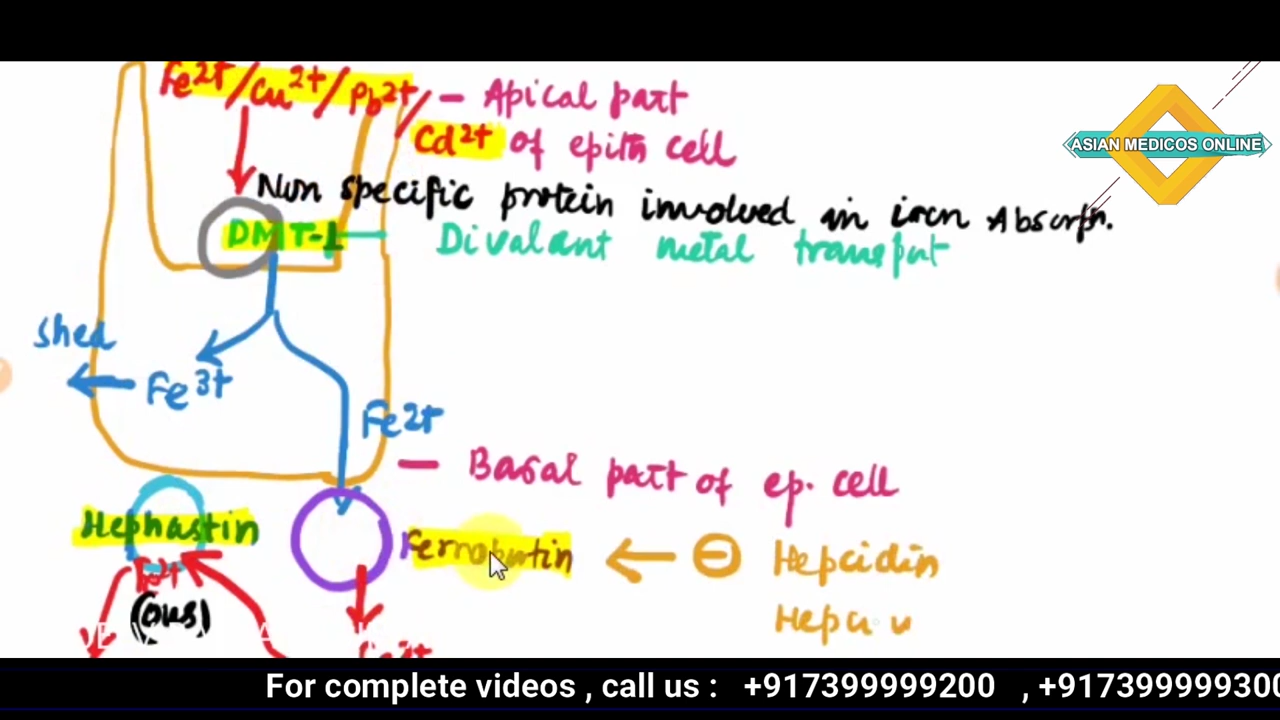 Fe2+/Cu2+/Pb2+/ – Apical part
Cd2+ of epith cell
ASIAN MEDICOS ONLINE
Non specific protein involved in iron Absorpn.
DMT-1 Divalant metal transport
shed
Fe3+
Fe2+
– Basal part of ep. cell
Hephastin
Ferroportin ← ⊖ Hepcidin
(ous)
For complete videos , call us : +917399999200 , +91739999930